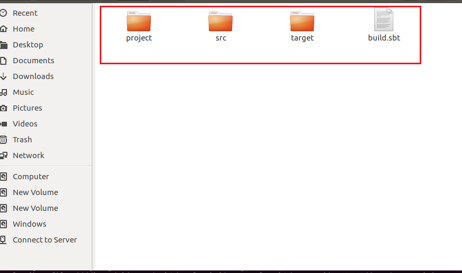 Recent
Home
Desktop
Documents
Downloads
Music
Pictures
Videos
Trash
Network
Computer
New Volume
New Volume
Windows
Connect to Server
project src target build.sbt